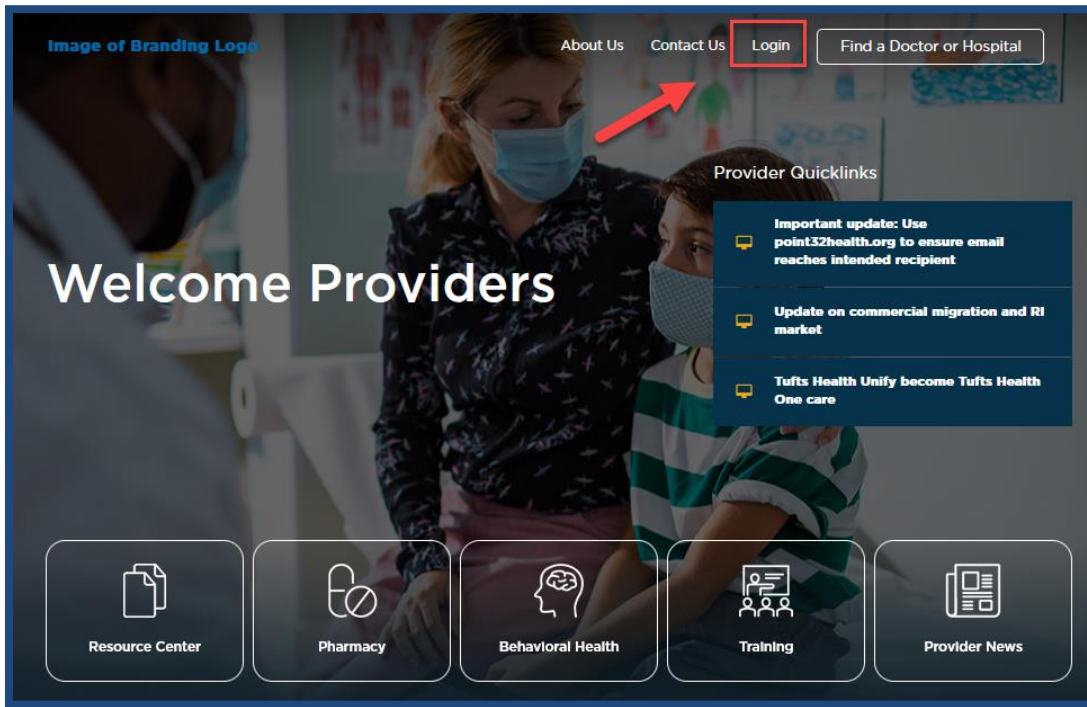 Image of Branding Logo
About Us
Contact Us
Login
Find a Doctor or Hospital
Provider Quicklinks
Important update: Use
point32health.org to ensure email
reaches intended recipient
Update on commercial migration and RI
market
Tufts Health Unify become Tufts Health
One care
Welcome Providers
Resource Center
Pharmacy
Behavioral Health
Training
Provider News